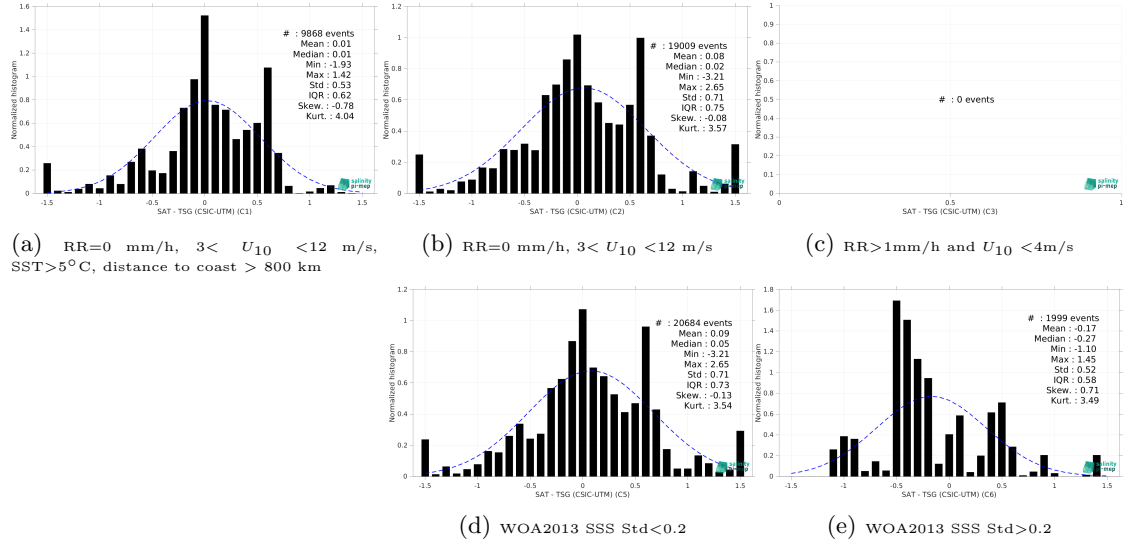 # : 9868 events
Mean : 0.01
Median : 0.01
Min : -1.93
Max : 1.42
Std : 0.53
IQR : 0.62
Skew. : -0.78
Kurt. : 4.04
Normalized histogram
1.6
1.4
1.2
1
0.8
0.6
0.4
0.2
0
-1.5
-1
-0.5
0
0.5
1
1.5
salinity
pi-mep
SAT - TSG (CSIC-UTM) (C1)
(a) RR=0 mm/h, 3< U10 <12 m/s,
SST>5°C, distance to coast > 800 km
# : 19009 events
Mean : 0.08
Median : 0.02
Min : -3.21
Max : 2.65
Std : 0.71
IQR : 0.75
Skew. : -0.08
Kurt. : 3.57
Normalized histogram
1.2
1
0.8
0.6
0.4
0.2
0
-1.5
-1
-0.5
0
0.5
1
1.5
salinity
pi-mep
SAT - TSG (CSIC-UTM) (C2)
(b) RR=0 mm/h, 3< U10 <12 m/s
# : 0 events
Normalized histogram
1
0.9
0.8
0.7
0.6
0.5
0.4
0.3
0.2
0.1
0
0
0.5
1
salinity
pi-mep
SAT - TSG (CSIC-UTM) (C3)
(c) RR>1mm/h and U10 <4m/s
# : 20684 events
Mean : 0.09
Median : 0.05
Min : -3.21
Max : 2.65
Std : 0.71
IQR : 0.73
Skew. : -0.13
Kurt. : 3.54
Normalized histogram
1.2
1
0.8
0.6
0.4
0.2
0
-1.5
-1
-0.5
0
0.5
1
1.5
salinity
pi-mep
SAT - TSG (CSIC-UTM) (C5)
(d) WOA2013 SSS Std<0.2
# : 1999 events
Mean : -0.17
Median : -0.27
Min : -1.10
Max : 1.45
Std : 0.52
IQR : 0.58
Skew. : 0.71
Kurt. : 3.49
Normalized histogram
1.8
1.6
1.4
1.2
1
0.8
0.6
0.4
0.2
0
-1.5
-1
-0.5
0
0.5
1
1.5
salinity
pi-mep
SAT - TSG (CSIC-UTM) (C6)
(e) WOA2013 SSS Std>0.2